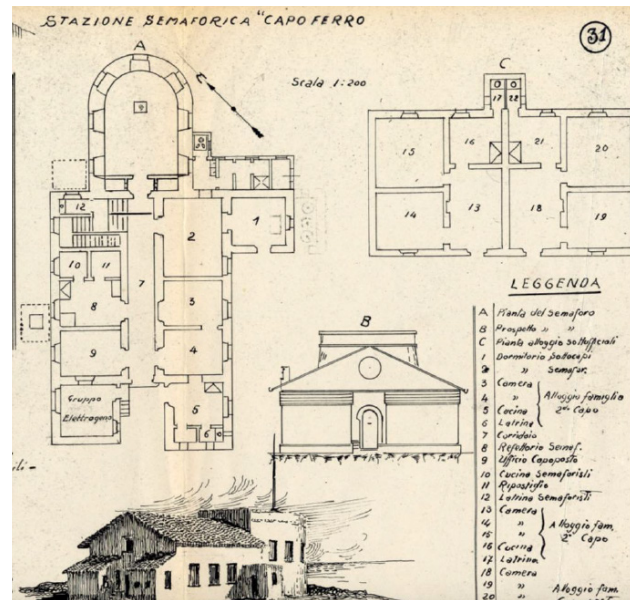 STAZIONE SEMAFORICA "CAPO FERRO
31
A
Scala 1:200
C
17 22
15 16 21 20
14 13 18 19
12
1
2
10 11
7
3
8
4
9
5
6
Gruppo
Elettrogeno
B
LEGGENDA
A Pianta del Semaforo
B Prospetto » »
C Pianta alloggio sottufficiali
1 Dormitorio Sottocapi
2 » Semafor.
3 Camera
4 »
5 Cucina
6 Latrina
Alloggio famiglia
2° Capo
7 Corridoio
8 Refettorio Semaf.
9 Ufficio Capoposto
10 Cucina Semaforisti
11 Ripostiglio
12 Latrina Semaforisti
13 Camera
14 »
15 »
16 Cucina
17 Latrina
Alloggio fam.
2° Capo
18 Camera
19 »
20
Alloggio fam.